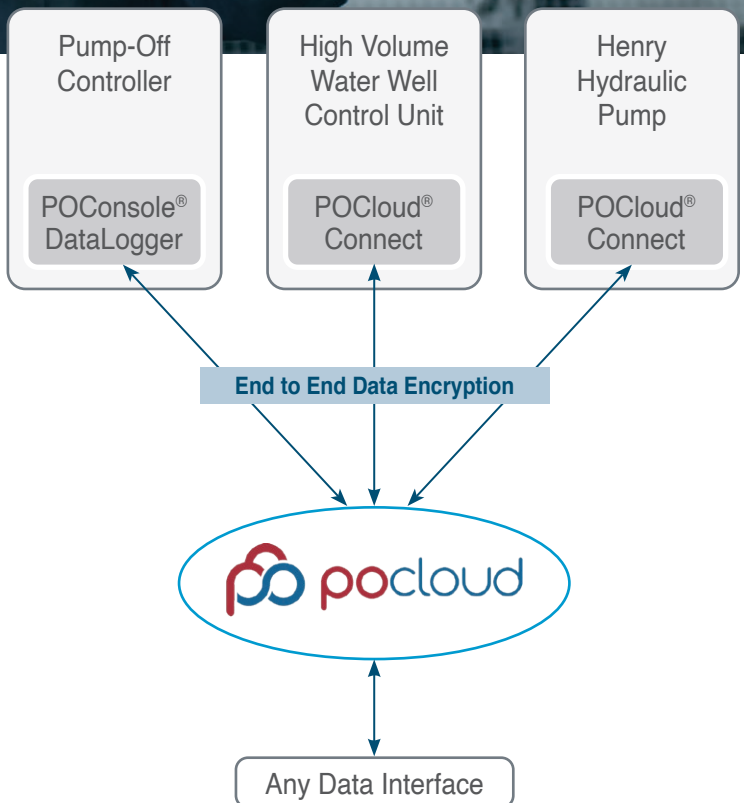 Pump-Off
Controller
POConsole®
DataLogger
High Volume
Water Well
Control Unit
POCloud®
Connect
Henry
Hydraulic
Pump
POCloud®
Connect
End to End Data Encryption
pocloud
Any Data Interface